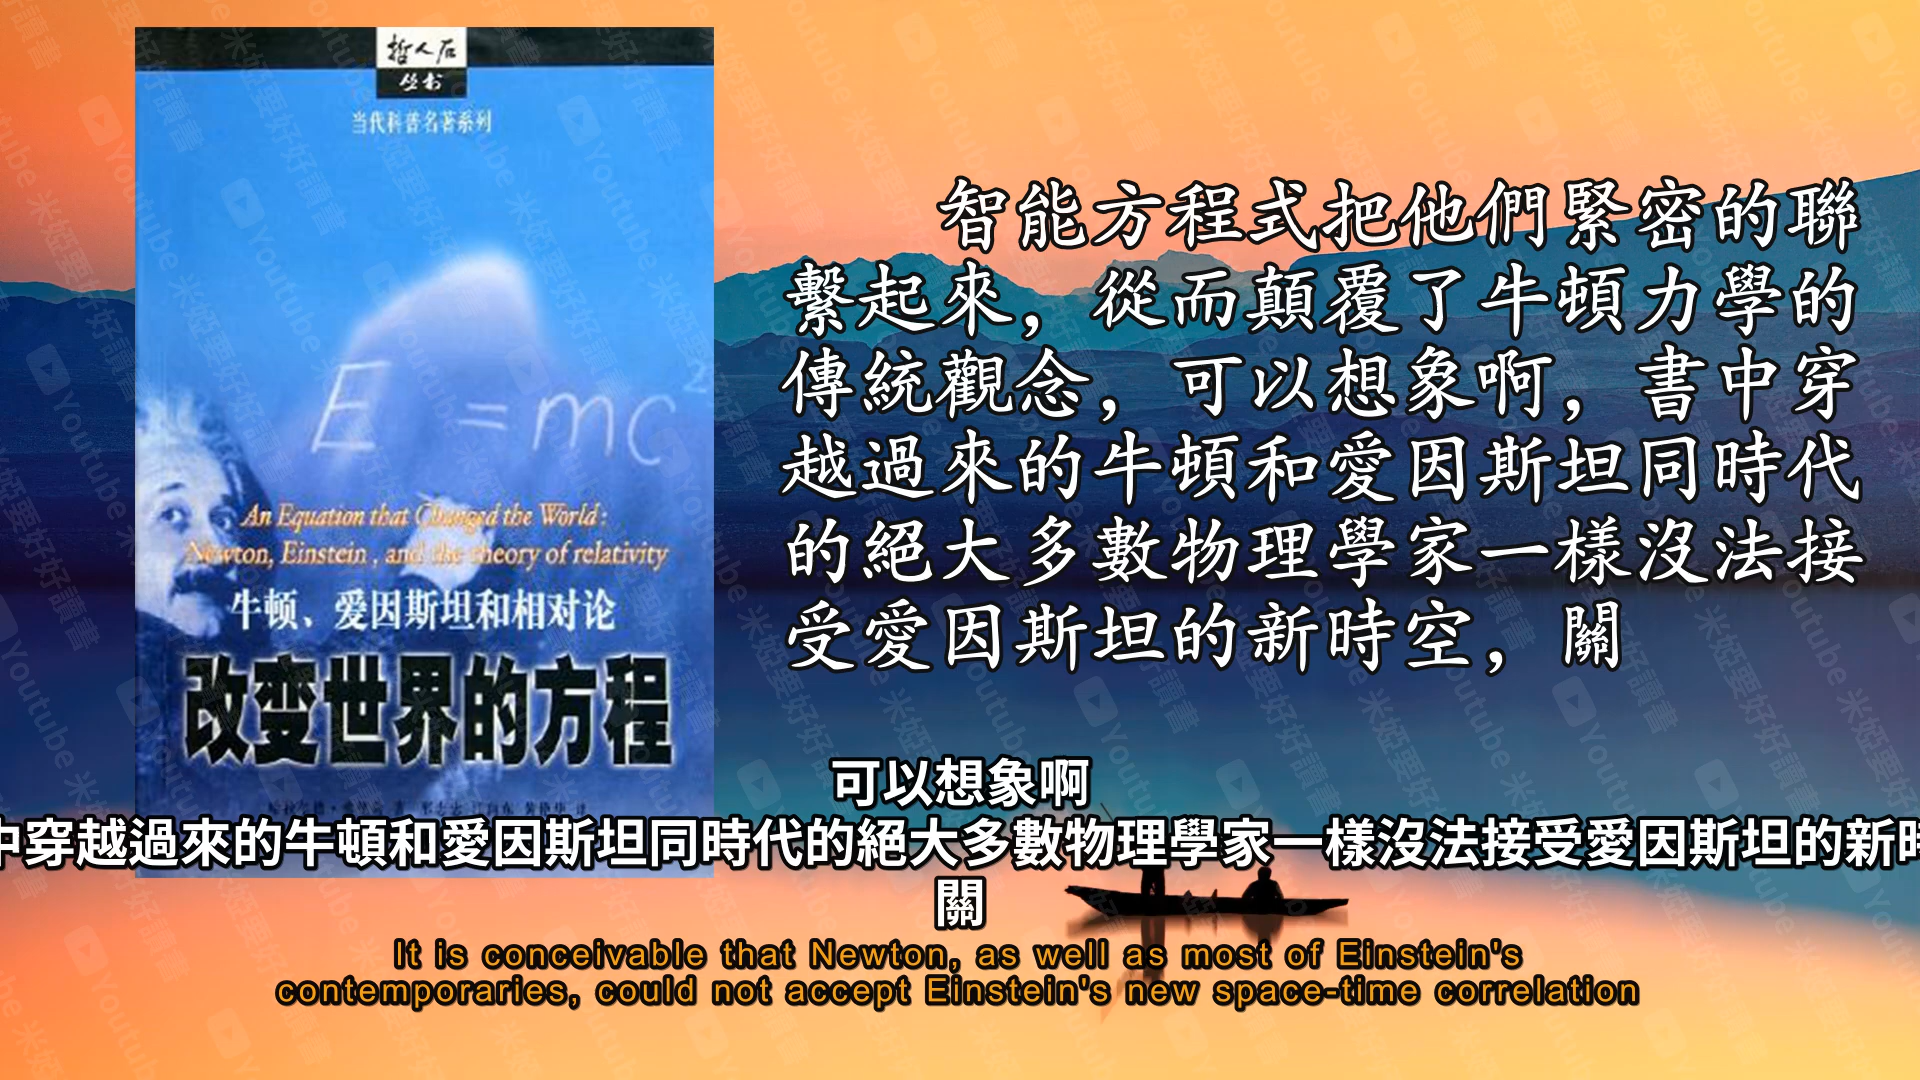 哲人石
丛书
当代科普名著系列
E = mc²
An Equation that Changed the World:
Newton, Einstein, and the theory of relativity
牛顿、爱因斯坦和相对论
改变世界的方程
智能方程式把他們緊密的聯
繫起來，從而顛覆了牛頓力學的
傳統觀念，可以想象啊，書中穿
越過來的牛頓和愛因斯坦同時代
的絕大多數物理學家一樣沒法接
受愛因斯坦的新時空，關
可以想象啊
中穿越過來的牛頓和愛因斯坦同時代的絕大多數物理學家一樣沒法接受愛因斯坦的新時
關
It is conceivable that Newton, as well as most of Einstein's
contemporaries, could not accept Einstein's new space-time correlation
Youtube 米婭要好好讀書